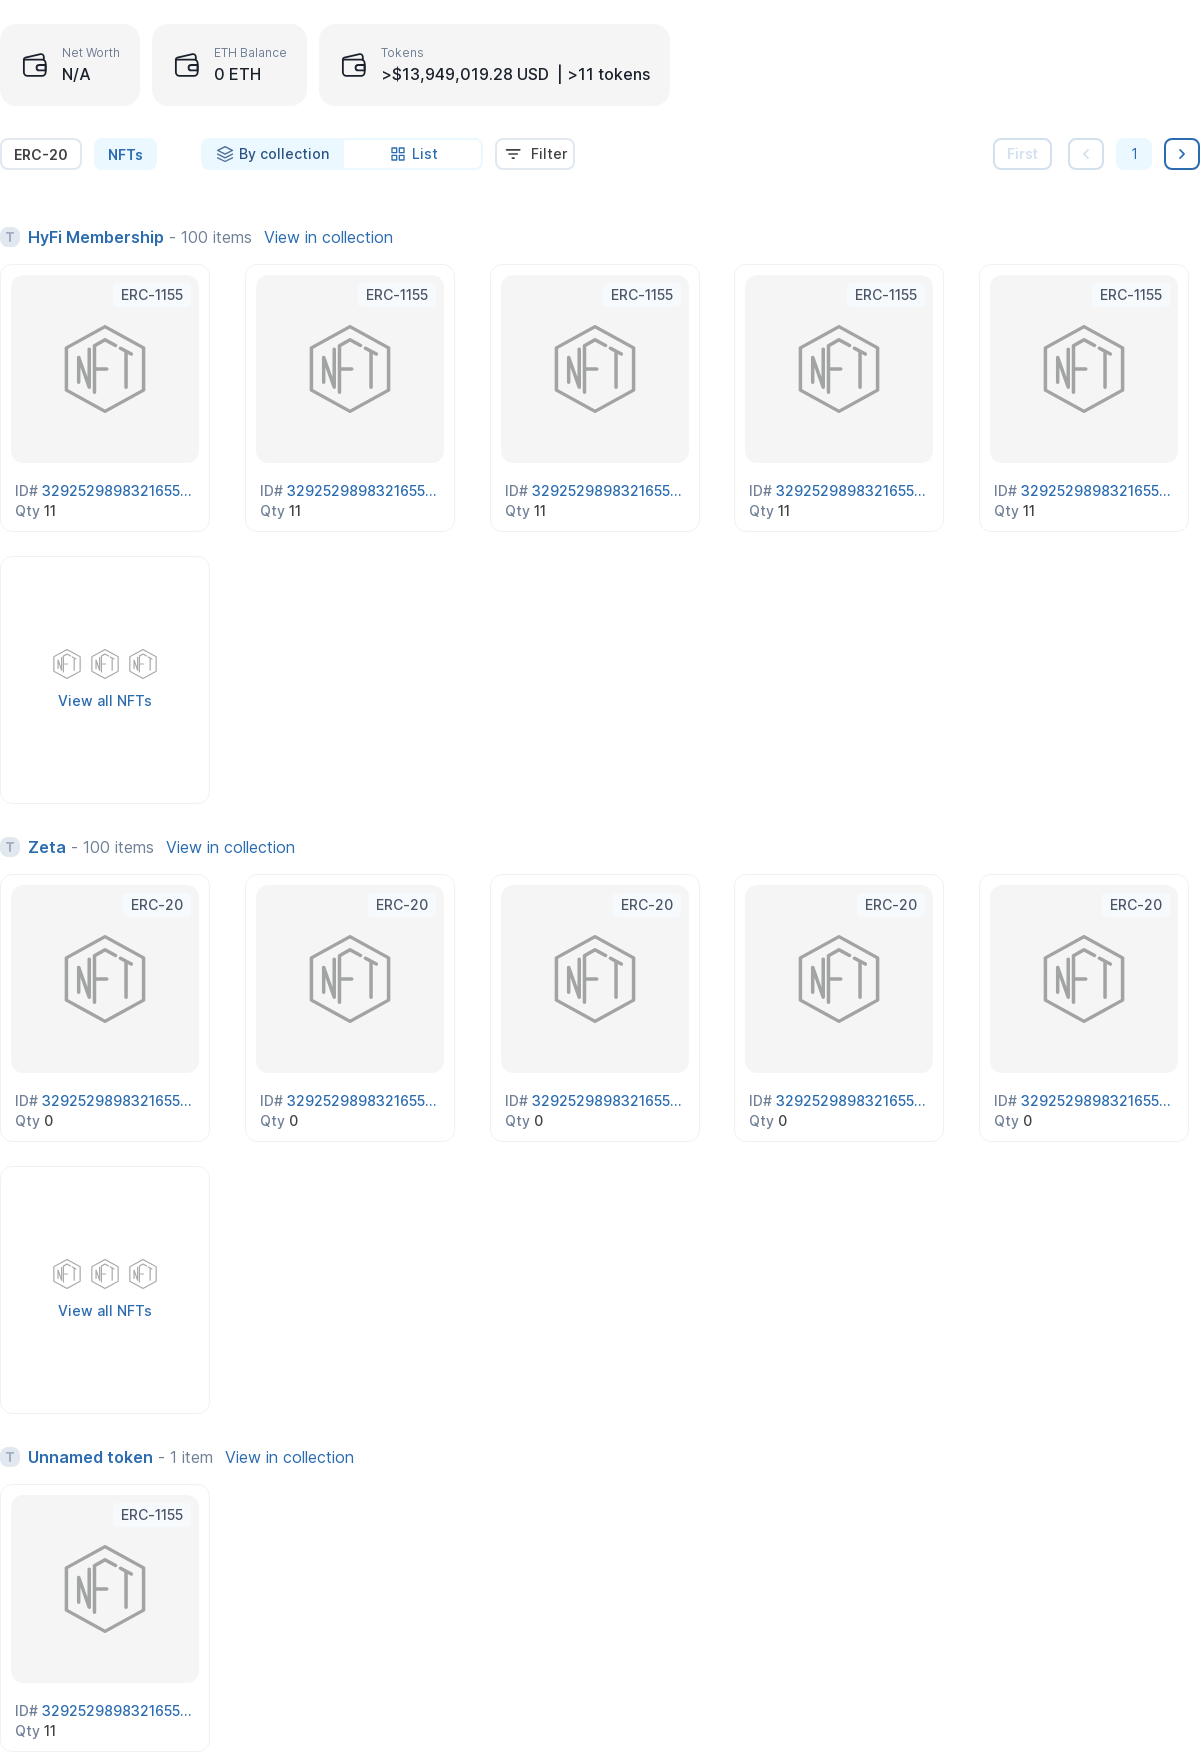 Net Worth
N/A
ETH Balance
0 ETH
Tokens
>$13,949,019.28 USD | >11 tokens
ERC-20
NFTs
By collection
List
Filter
First
1
T HyFi Membership - 100 items View in collection
ERC-1155 ERC-1155 ERC-1155 ERC-1155 ERC-1155
NFT NFT NFT NFT NFT
ID# 3292529898321655... ID# 3292529898321655... ID# 3292529898321655... ID# 3292529898321655... ID# 3292529898321655...
Qty 11 Qty 11 Qty 11 Qty 11 Qty 11
NFT NFT NFT
View all NFTs
T Zeta - 100 items View in collection
ERC-20 ERC-20 ERC-20 ERC-20 ERC-20
NFT NFT NFT NFT NFT
ID# 3292529898321655... ID# 3292529898321655... ID# 3292529898321655... ID# 3292529898321655... ID# 3292529898321655...
Qty 0 Qty 0 Qty 0 Qty 0 Qty 0
NFT NFT NFT
View all NFTs
T Unnamed token - 1 item View in collection
ERC-1155
NFT
ID# 3292529898321655...
Qty 11